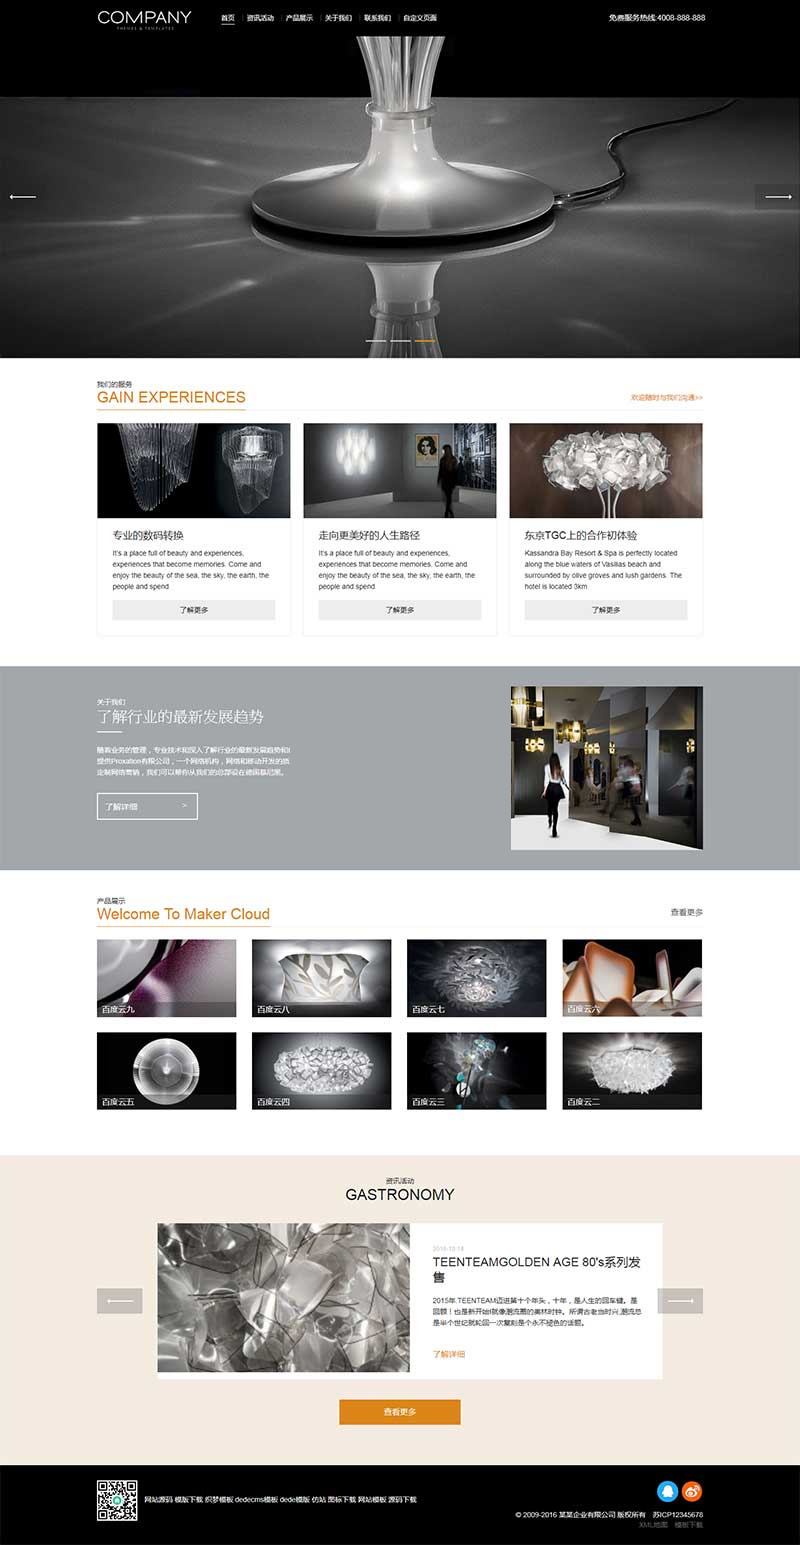 COMPANY
THEMES & TEMPLATES
首页 资讯活动 产品展示 关于我们 联系我们 自定义页面
免费服务热线:4008-888-888
我们的服务
GAIN EXPERIENCES
欢迎随时与我们沟通>>
专业的数码转换
It's a place full of beauty and experiences,
experiences that become memories. Come and
enjoy the beauty of the sea, the sky, the earth, the
people and spend
了解更多
走向更美好的人生路径
It's a place full of beauty and experiences,
experiences that become memories. Come and
enjoy the beauty of the sea, the sky, the earth, the
people and spend
了解更多
东京TGC上的合作初体验
Kassandra Bay Resort & Spa is perfectly located
along the blue waters of Vasilias beach and
surrounded by olive groves and lush gardens. The
hotel is located 3km
了解更多
关于我们
了解行业的最新发展趋势
随着业务的管理，专业技术和深入了解行业的最新发展趋势和
提供Proxation有限公司，一个网络机构，网络和移动开发的质
定制网络营销，我们可以帮你从我们的总部设在德国慕尼黑。
了解详细 >
产品展示
Welcome To Maker Cloud
查看更多
百度云九
百度云八
百度云七
百度云六
百度云五
百度云四
百度云三
百度云二
资讯活动
GASTRONOMY
2015-10-14
TEENTEAMGOLDEN AGE 80's系列发
售
2015年.TEENTEAM迈进第十个年头，十年，是人生的回车键。是
回顾！也是新开始!就像潮流圈的美林时钟。所谓古老当时兴,潮流总
是半个世纪就轮回一次复刻是个永不褪色的话题。
了解详细
查看更多
网站源码 模版下载 织梦模板 dedecms模板 dede模版 仿站 图标下载 网站模板 源码下载
© 2009-2016 某某企业有限公司 版权所有 苏ICP12345678
XML地图 模板下载